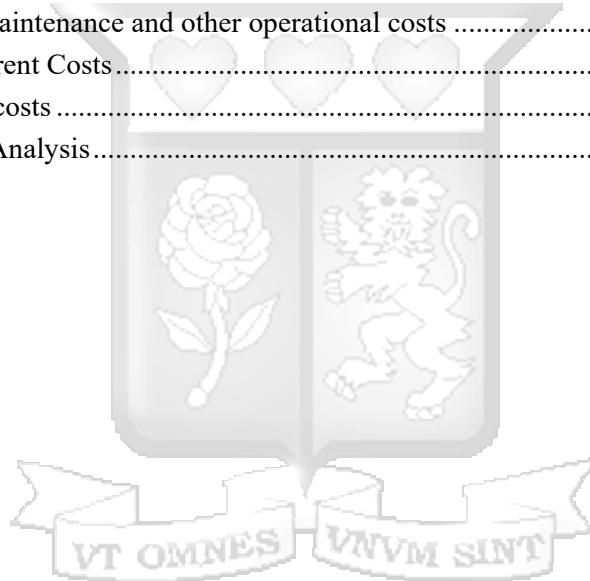 aintenance and other operational costs ..................
rent Costs..................................................................
costs ..........................................................................
Analysis.....................................................................
VT OMNES VNVM SINT